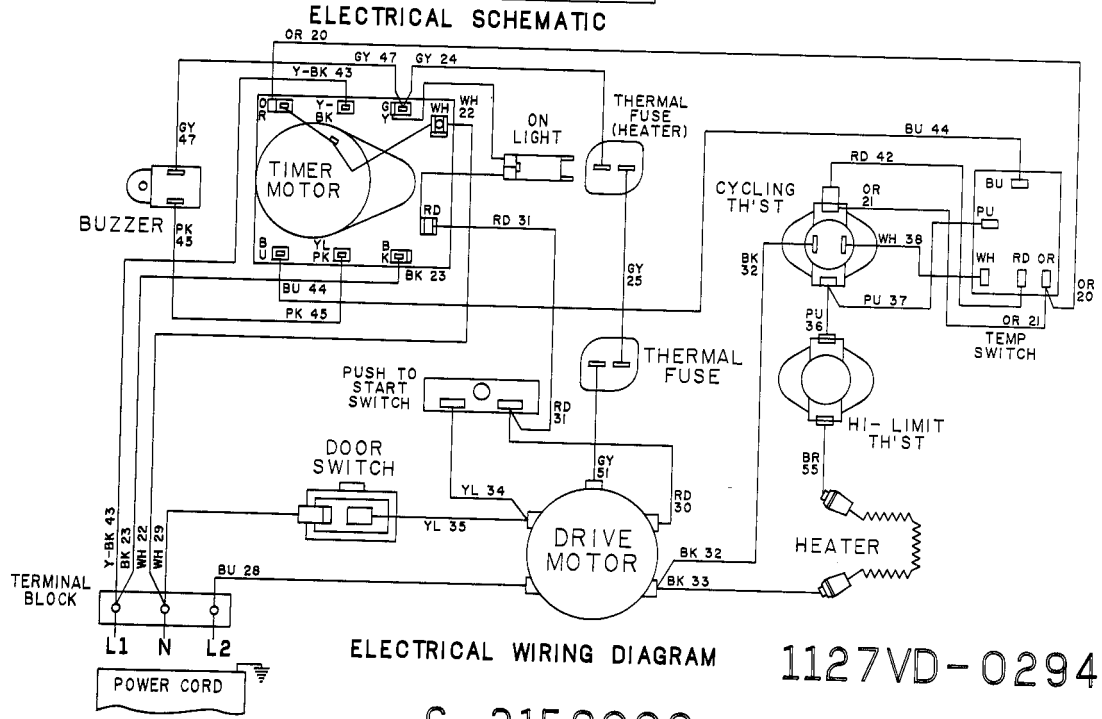 ELECTRICAL SCHEMATIC
OR 20
GY 47
GY 24
Y-BK 43
O
R
Y-
BK
G
Y
WH
WH
22
ON
LIGHT
THERMAL
FUSE
(HEATER)
GY
47
BU 44
RD 42
TIMER
MOTOR
CYCLING
TH'ST
OR
21
BU
PU
BUZZER
PK
45
RD
RD 31
WH 38
BK
32
WH
RD
OR
B
U
YL
PK
B
K
BK 23
GY
25
BU 44
PU 37
OR
20
PK 45
PU
36
OR 21
TEMP
SWITCH
THERMAL
FUSE
PUSH TO
START
SWITCH
RD
31
HI-LIMIT
TH'ST
DOOR
SWITCH
GY
51
BR
55
YL 34
RD
30
YL 35
Y-BK 43
BK 23
WH 22
WH 29
DRIVE
MOTOR
HEATER
BK 32
BK 33
TERMINAL
BLOCK
BU 28
L1
N
L2
ELECTRICAL WIRING DIAGRAM
1127VD-0294
POWER CORD